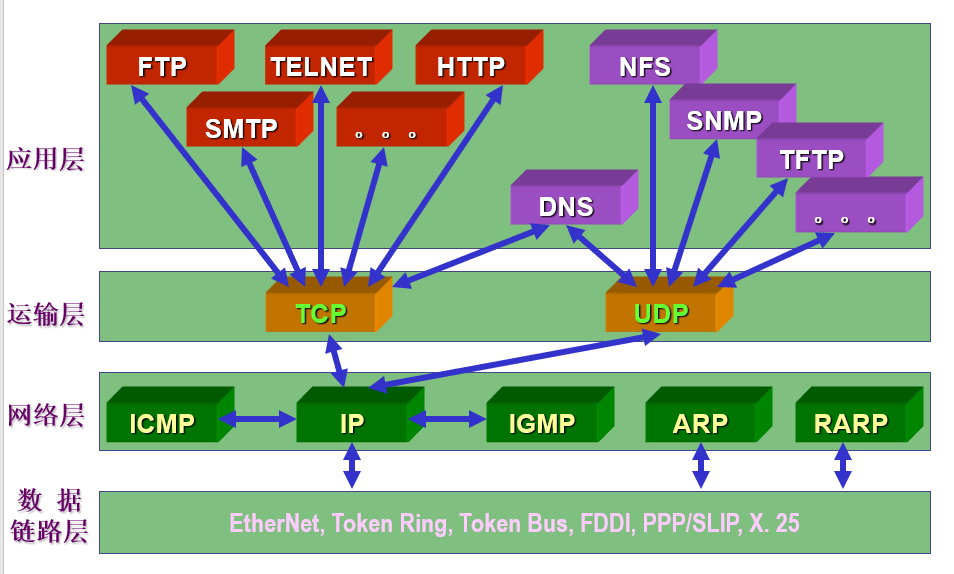 FTP
TELNET
HTTP
NFS
SMTP
。。。
SNMP
TFTP
应用层
DNS
。。。
运输层
TCP
UDP
网络层
ICMP
IP
IGMP
ARP
RARP
数 据
链路层
EtherNet, Token Ring, Token Bus, FDDI, PPP/SLIP, X. 25